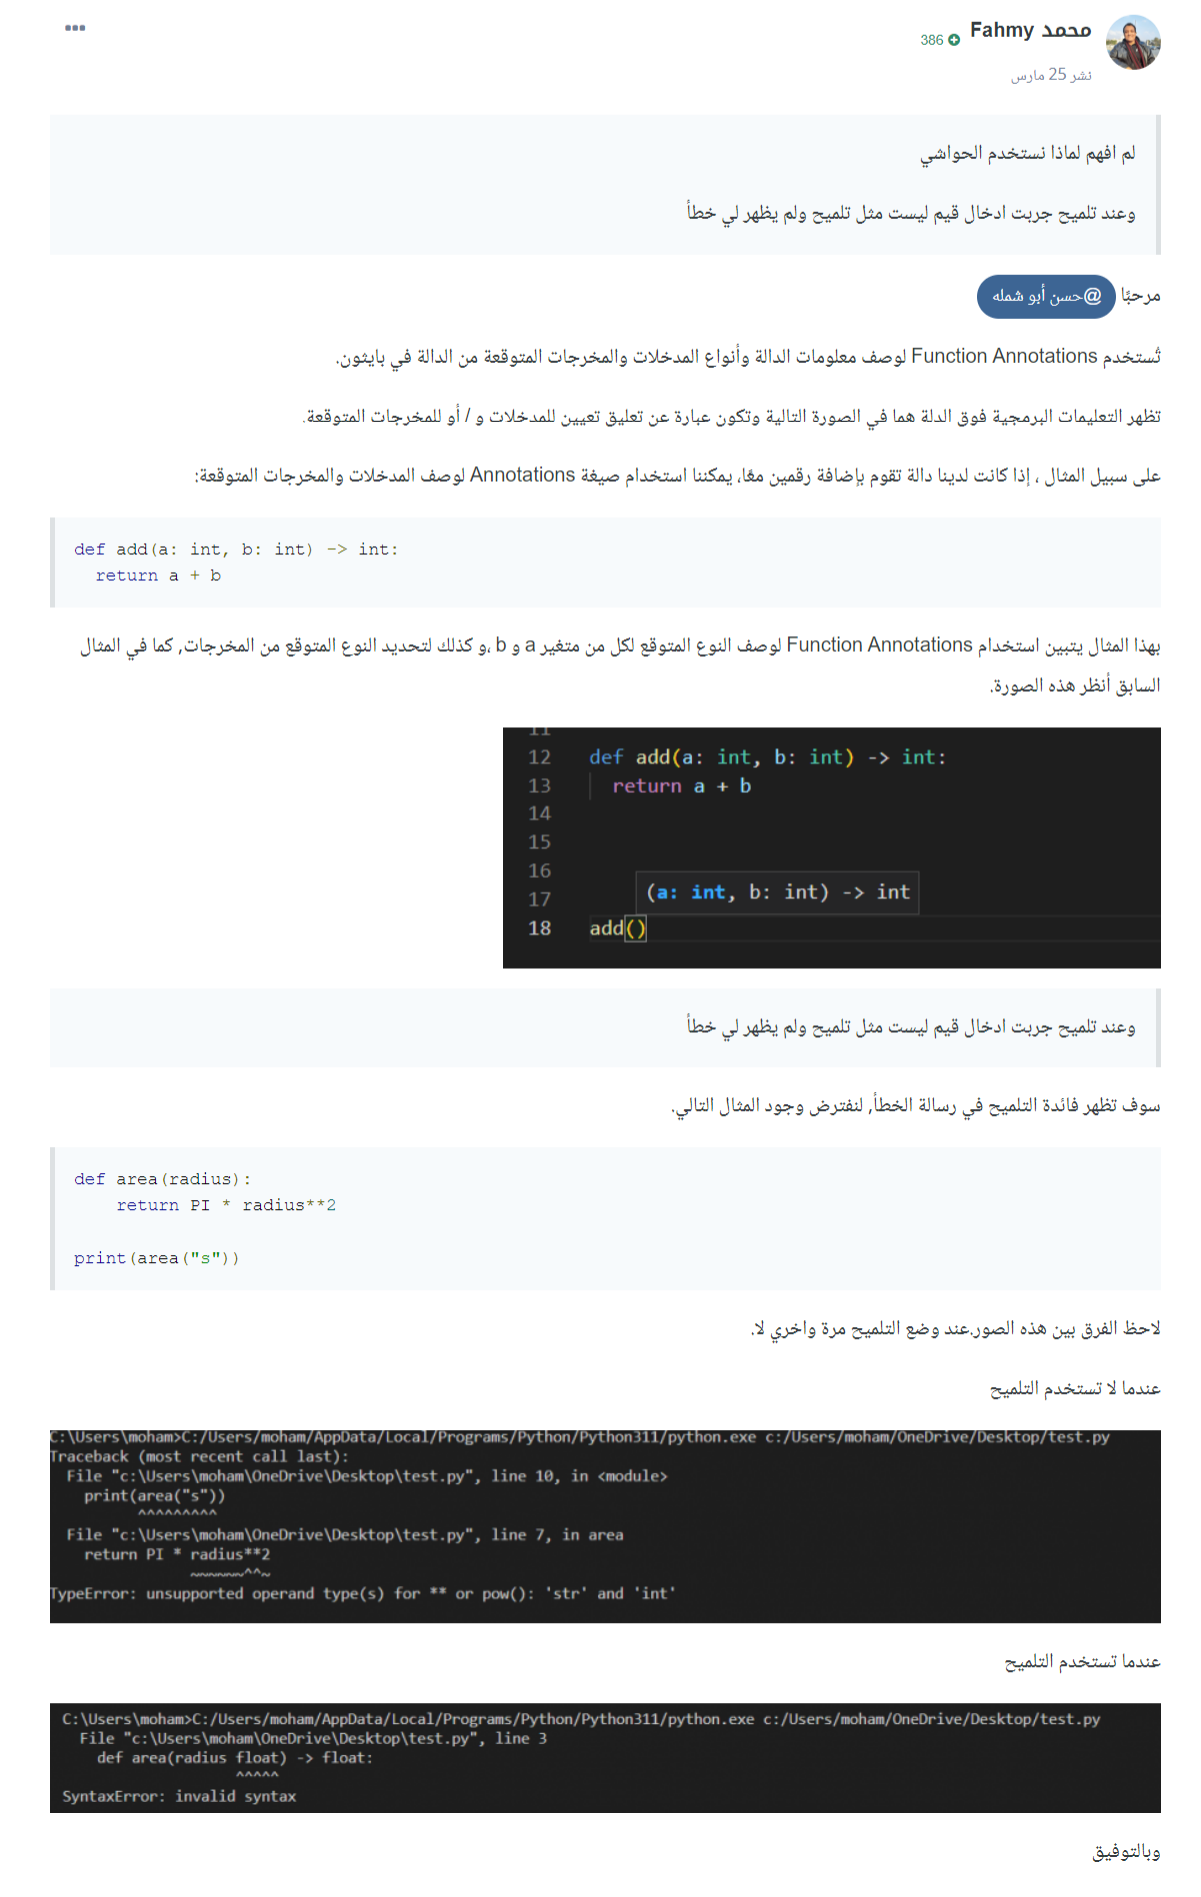 محمد Fahmy
386
نشر 25 مارس
لم افهم لماذا نستخدم الحواشي
وعند تلميح جربت ادخال قيم ليست مثل تلميح ولم يظهر لي خطأ
مرحبًا @حسن أبو شمله
تُستخدم Function Annotations لوصف معلومات الدالة وأنواع المدخلات والمخرجات المتوقعة من الدالة في بايثون.
تظهر التعليمات البرمجية فوق الدلة هما في الصورة التالية وتكون عبارة عن تعليق تعيين للمدخلات و / أو للمخرجات المتوقعة.
على سبيل المثال ، إذا كانت لدينا دالة تقوم بإضافة رقمين معًا، يمكننا استخدام صيغة Annotations لوصف المدخلات والمخرجات المتوقعة:
def add(a: int, b: int) -> int:
  return a + b
بهذا المثال يتبين استخدام Function Annotations لوصف النوع المتوقع لكل من متغير a و b ,و كذلك لتحديد النوع المتوقع من المخرجات, كما في المثال
السابق أنظر هذه الصورة.
11
12 def add(a: int, b: int) -> int:
13 return a + b
14
15
16
(a: int, b: int) -> int
17
18 add()
وعند تلميح جربت ادخال قيم ليست مثل تلميح ولم يظهر لي خطأ
سوف تظهر فائدة التلميح في رسالة الخطأ, لنفترض وجود المثال التالي.
def area(radius):
    return PI * radius**2
print(area("s"))
لاحظ الفرق بين هذه الصور.عند وضع التلميح مرة واخري لا.
عندما لا تستخدم التلميح
C:\Users\moham>C:/Users/moham/AppData/Local/Programs/Python/Python311/python.exe c:/Users/moham/OneDrive/Desktop/test.py
Traceback (most recent call last):
  File "c:\Users\moham\OneDrive\Desktop\test.py", line 10, in <module>
    print(area("s"))
          ^^^^^^^^^
  File "c:\Users\moham\OneDrive\Desktop\test.py", line 7, in area
    return PI * radius**2
                ~~~~~~^^~
TypeError: unsupported operand type(s) for ** or pow(): 'str' and 'int'
عندما تستخدم التلميح
C:\Users\moham>C:/Users/moham/AppData/Local/Programs/Python/Python311/python.exe c:/Users/moham/OneDrive/Desktop/test.py
  File "c:\Users\moham\OneDrive\Desktop\test.py", line 3
    def area(radius float) -> float:
                    ^^^^^
SyntaxError: invalid syntax
وبالتوفيق